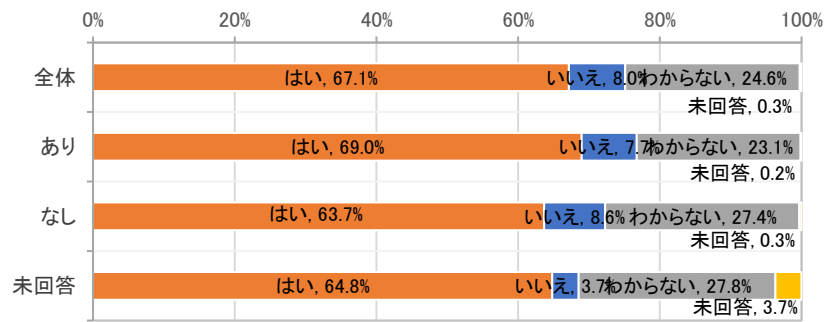 0% 20% 40% 60% 80% 100%
全体 はい, 67.1% いいえ, 8.0% わからない, 24.6%
未回答, 0.3%
あり はい, 69.0% いいえ, 7.7% わからない, 23.1%
未回答, 0.2%
なし はい, 63.7% いいえ, 8.6% わからない, 27.4%
未回答, 0.3%
未回答 はい, 64.8% いいえ, 3.7% わからない, 27.8%
未回答, 3.7%